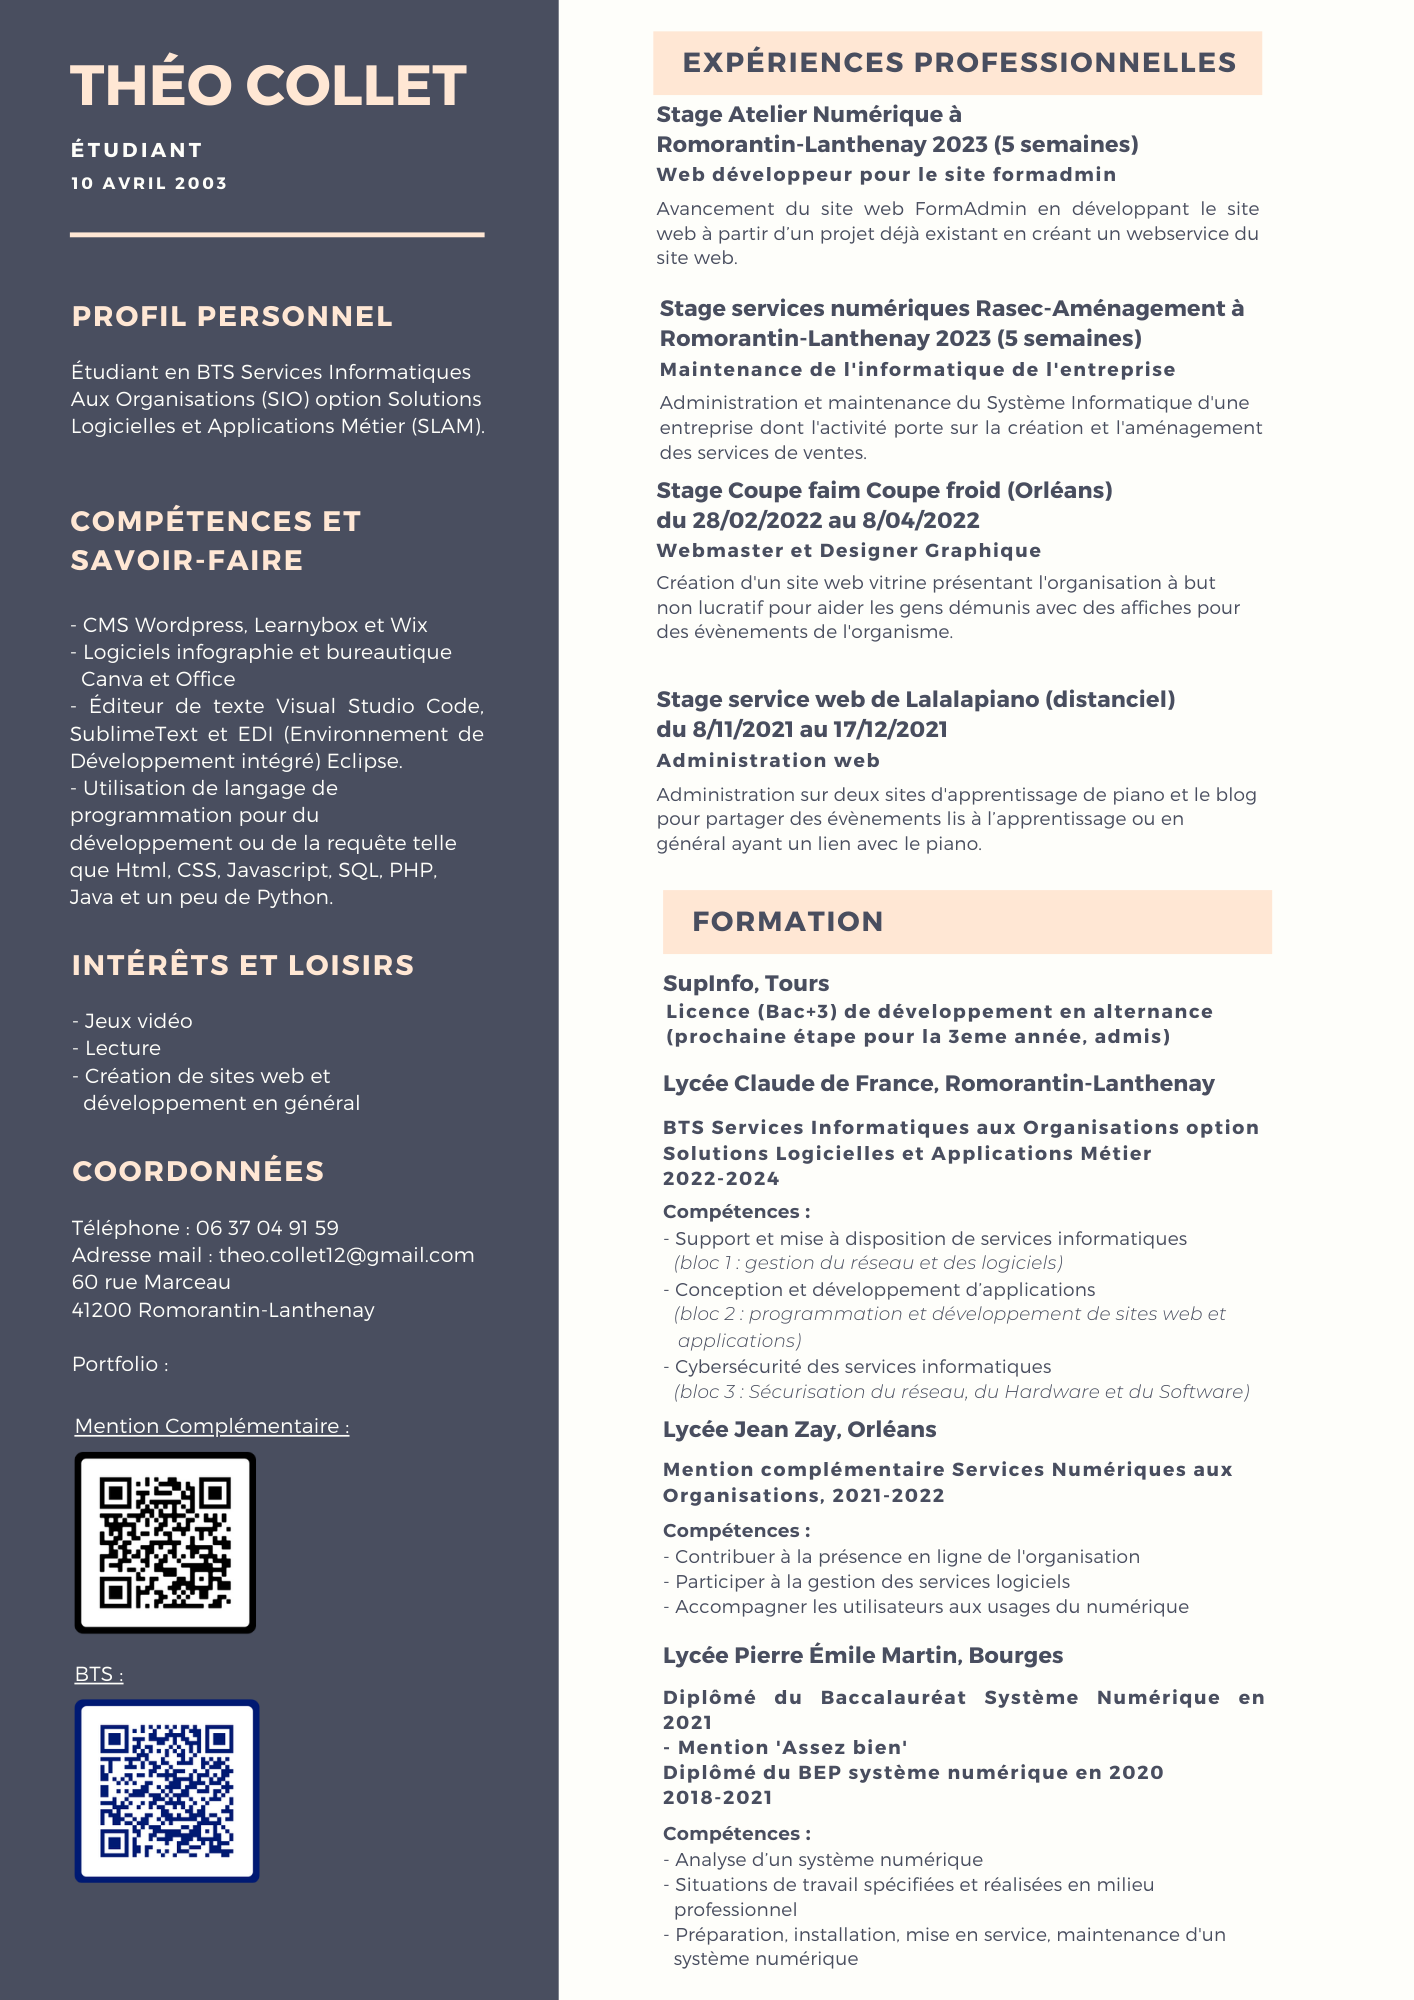 THÉO COLLET
ÉTUDIANT
10 AVRIL 2003
PROFIL PERSONNEL
Étudiant en BTS Services Informatiques
Aux Organisations (SIO) option Solutions
Logicielles et Applications Métier (SLAM).
COMPÉTENCES ET
SAVOIR-FAIRE
- CMS Wordpress, Learnybox et Wix
- Logiciels infographie et bureautique
Canva et Office
- Éditeur de texte Visual Studio Code,
SublimeText et EDI (Environnement de
Développement intégré) Eclipse.
- Utilisation de langage de
programmation pour du
développement ou de la requête telle
que Html, CSS, Javascript, SQL, PHP,
Java et un peu de Python.
INTÉRÊTS ET LOISIRS
- Jeux vidéo
- Lecture
- Création de sites web et
développement en général
COORDONNÉES
Téléphone : 06 37 04 91 59
Adresse mail : theo.collet12@gmail.com
60 rue Marceau
41200 Romorantin-Lanthenay
Portfolio :
Mention Complémentaire :
BTS :
EXPÉRIENCES PROFESSIONNELLES
Stage Atelier Numérique à
Romorantin-Lanthenay 2023 (5 semaines)
Web développeur pour le site formadmin
Avancement du site web FormAdmin en développant le site
web à partir d’un projet déjà existant en créant un webservice du
site web.
Stage services numériques Rasec-Aménagement à
Romorantin-Lanthenay 2023 (5 semaines)
Maintenance de l'informatique de l'entreprise
Administration et maintenance du Système Informatique d'une
entreprise dont l'activité porte sur la création et l'aménagement
des services de ventes.
Stage Coupe faim Coupe froid (Orléans)
du 28/02/2022 au 8/04/2022
Webmaster et Designer Graphique
Création d'un site web vitrine présentant l'organisation à but
non lucratif pour aider les gens démunis avec des affiches pour
des évènements de l'organisme.
Stage service web de Lalalapiano (distanciel)
du 8/11/2021 au 17/12/2021
Administration web
Administration sur deux sites d'apprentissage de piano et le blog
pour partager des évènements lis à l’apprentissage ou en
général ayant un lien avec le piano.
FORMATION
SupInfo, Tours
Licence (Bac+3) de développement en alternance
(prochaine étape pour la 3eme année, admis)
Lycée Claude de France, Romorantin-Lanthenay
BTS Services Informatiques aux Organisations option
Solutions Logicielles et Applications Métier
2022-2024
Compétences :
- Support et mise à disposition de services informatiques
(bloc 1 : gestion du réseau et des logiciels)
- Conception et développement d’applications
(bloc 2 : programmation et développement de sites web et
applications)
- Cybersécurité des services informatiques
(bloc 3 : Sécurisation du réseau, du Hardware et du Software)
Lycée Jean Zay, Orléans
Mention complémentaire Services Numériques aux
Organisations, 2021-2022
Compétences :
- Contribuer à la présence en ligne de l'organisation
- Participer à la gestion des services logiciels
- Accompagner les utilisateurs aux usages du numérique
Lycée Pierre Émile Martin, Bourges
Diplômé du Baccalauréat Système Numérique en
2021
- Mention 'Assez bien'
Diplômé du BEP système numérique en 2020
2018-2021
Compétences :
- Analyse d’un système numérique
- Situations de travail spécifiées et réalisées en milieu
professionnel
- Préparation, installation, mise en service, maintenance d'un
système numérique